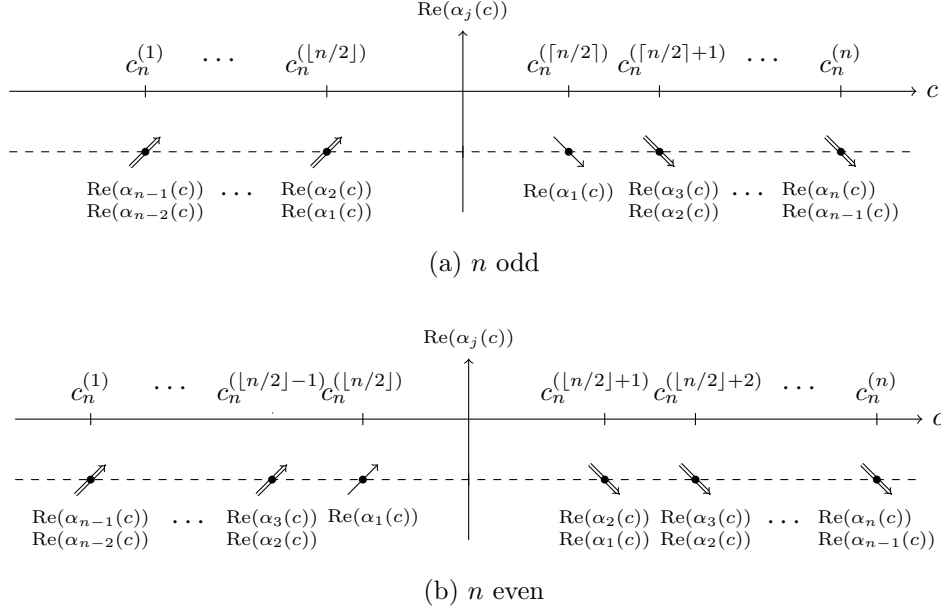 Re(α_j(c))
c_n^{(1)} ... c_n^{(⌊n/2⌋)} c_n^{(⌈n/2⌉)} c_n^{(⌈n/2⌉+1)} ... c_n^{(n)}
c
Re(α_{n−1}(c)) ... Re(α_2(c)) Re(α_1(c)) Re(α_3(c)) ... Re(α_n(c))
Re(α_{n−2}(c)) Re(α_1(c)) Re(α_2(c)) Re(α_{n−1}(c))
(a) n odd
Re(α_j(c))
c_n^{(1)} ... c_n^{(⌊n/2⌋−1)} c_n^{(⌊n/2⌋)} c_n^{(⌊n/2⌋+1)} c_n^{(⌊n/2⌋+2)} ... c_n^{(n)}
c
Re(α_{n−1}(c)) ... Re(α_3(c)) Re(α_1(c)) Re(α_2(c)) Re(α_3(c)) ... Re(α_n(c))
Re(α_{n−2}(c)) Re(α_2(c)) Re(α_1(c)) Re(α_2(c)) Re(α_{n−1}(c))
(b) n even